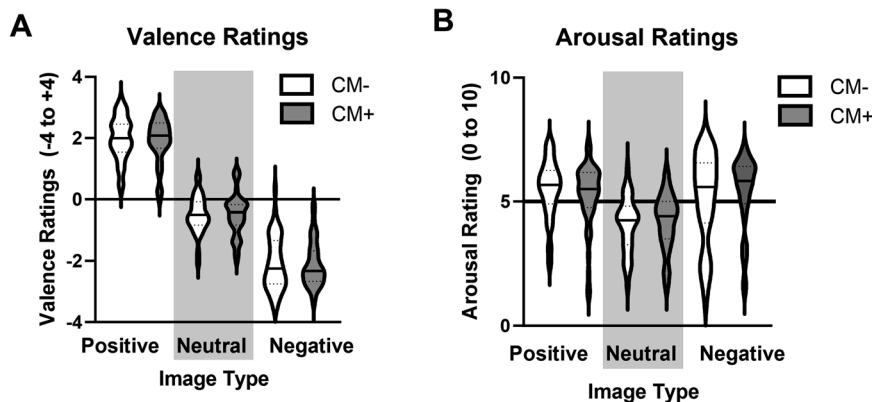 A
Valence Ratings
Valence Ratings (-4 to +4)
4
2
0
-2
-4
CM-
CM+
Positive Neutral Negative
Image Type
B
Arousal Ratings
Arousal Rating (0 to 10)
10
5
0
CM-
CM+
Positive Neutral Negative
Image Type